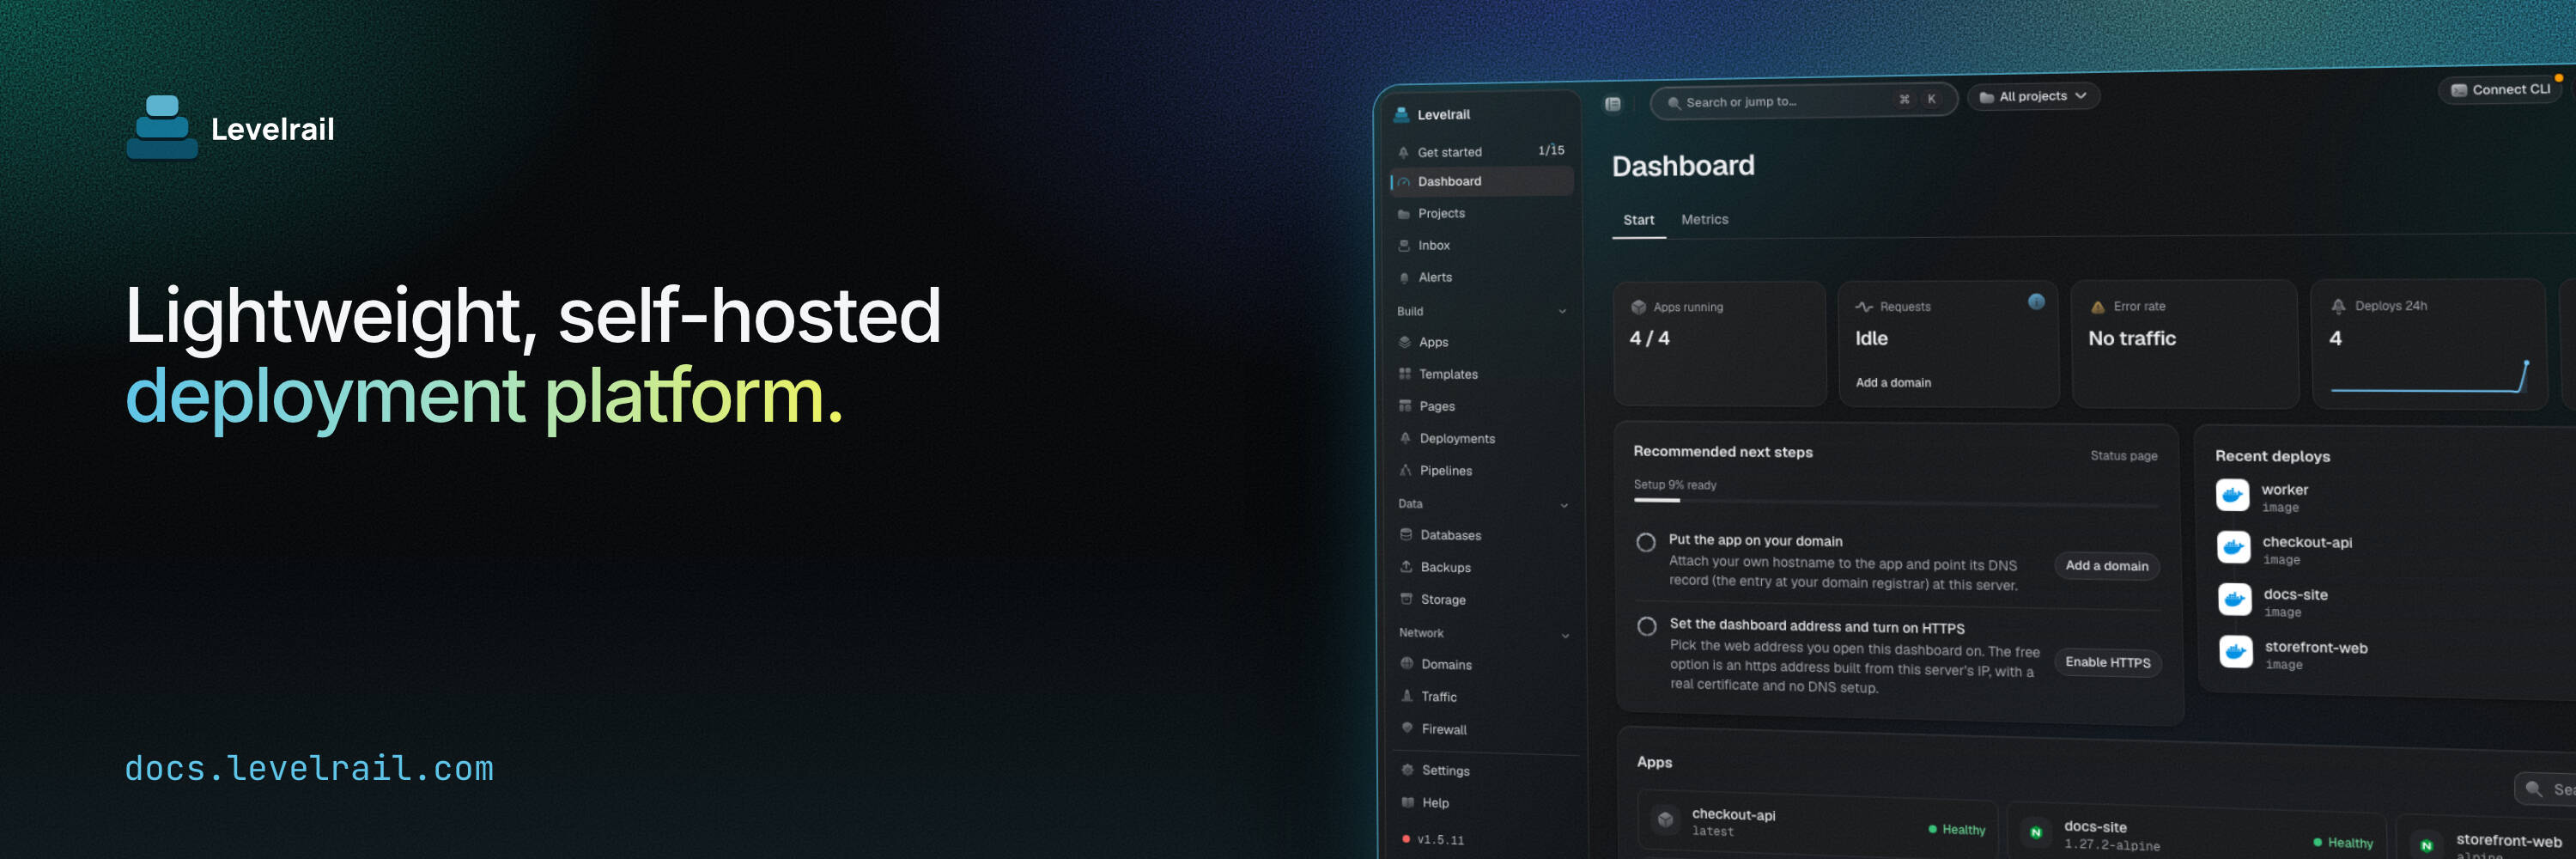 Levelrail
Lightweight, self-hosted
deployment platform.
docs.levelrail.com
Levelrail
Get started 1/15
Dashboard
Projects
Inbox
Alerts
Build
Apps
Templates
Pages
Deployments
Pipelines
Data
Databases
Backups
Storage
Network
Domains
Traffic
Firewall
Settings
Help
v1.5.11
Search or jump to... ⌘ K
All projects
Connect CLI
Dashboard
Start Metrics
Apps running
4 / 4
Requests
Idle
Add a domain
Error rate
No traffic
Deploys 24h
4
Recommended next steps
Status page
Setup 9% ready
Put the app on your domain
Attach your own hostname to the app and point its DNS
record (the entry at your domain registrar) at this server.
Add a domain
Set the dashboard address and turn on HTTPS
Pick the web address you open this dashboard on. The free
option is an https address built from this server's IP, with a
real certificate and no DNS setup.
Enable HTTPS
Recent deploys
worker
image
checkout-api
image
docs-site
image
storefront-web
image
Apps
Sea
checkout-api
latest
Healthy
docs-site
1.27.2-alpine
Healthy
storefront-web